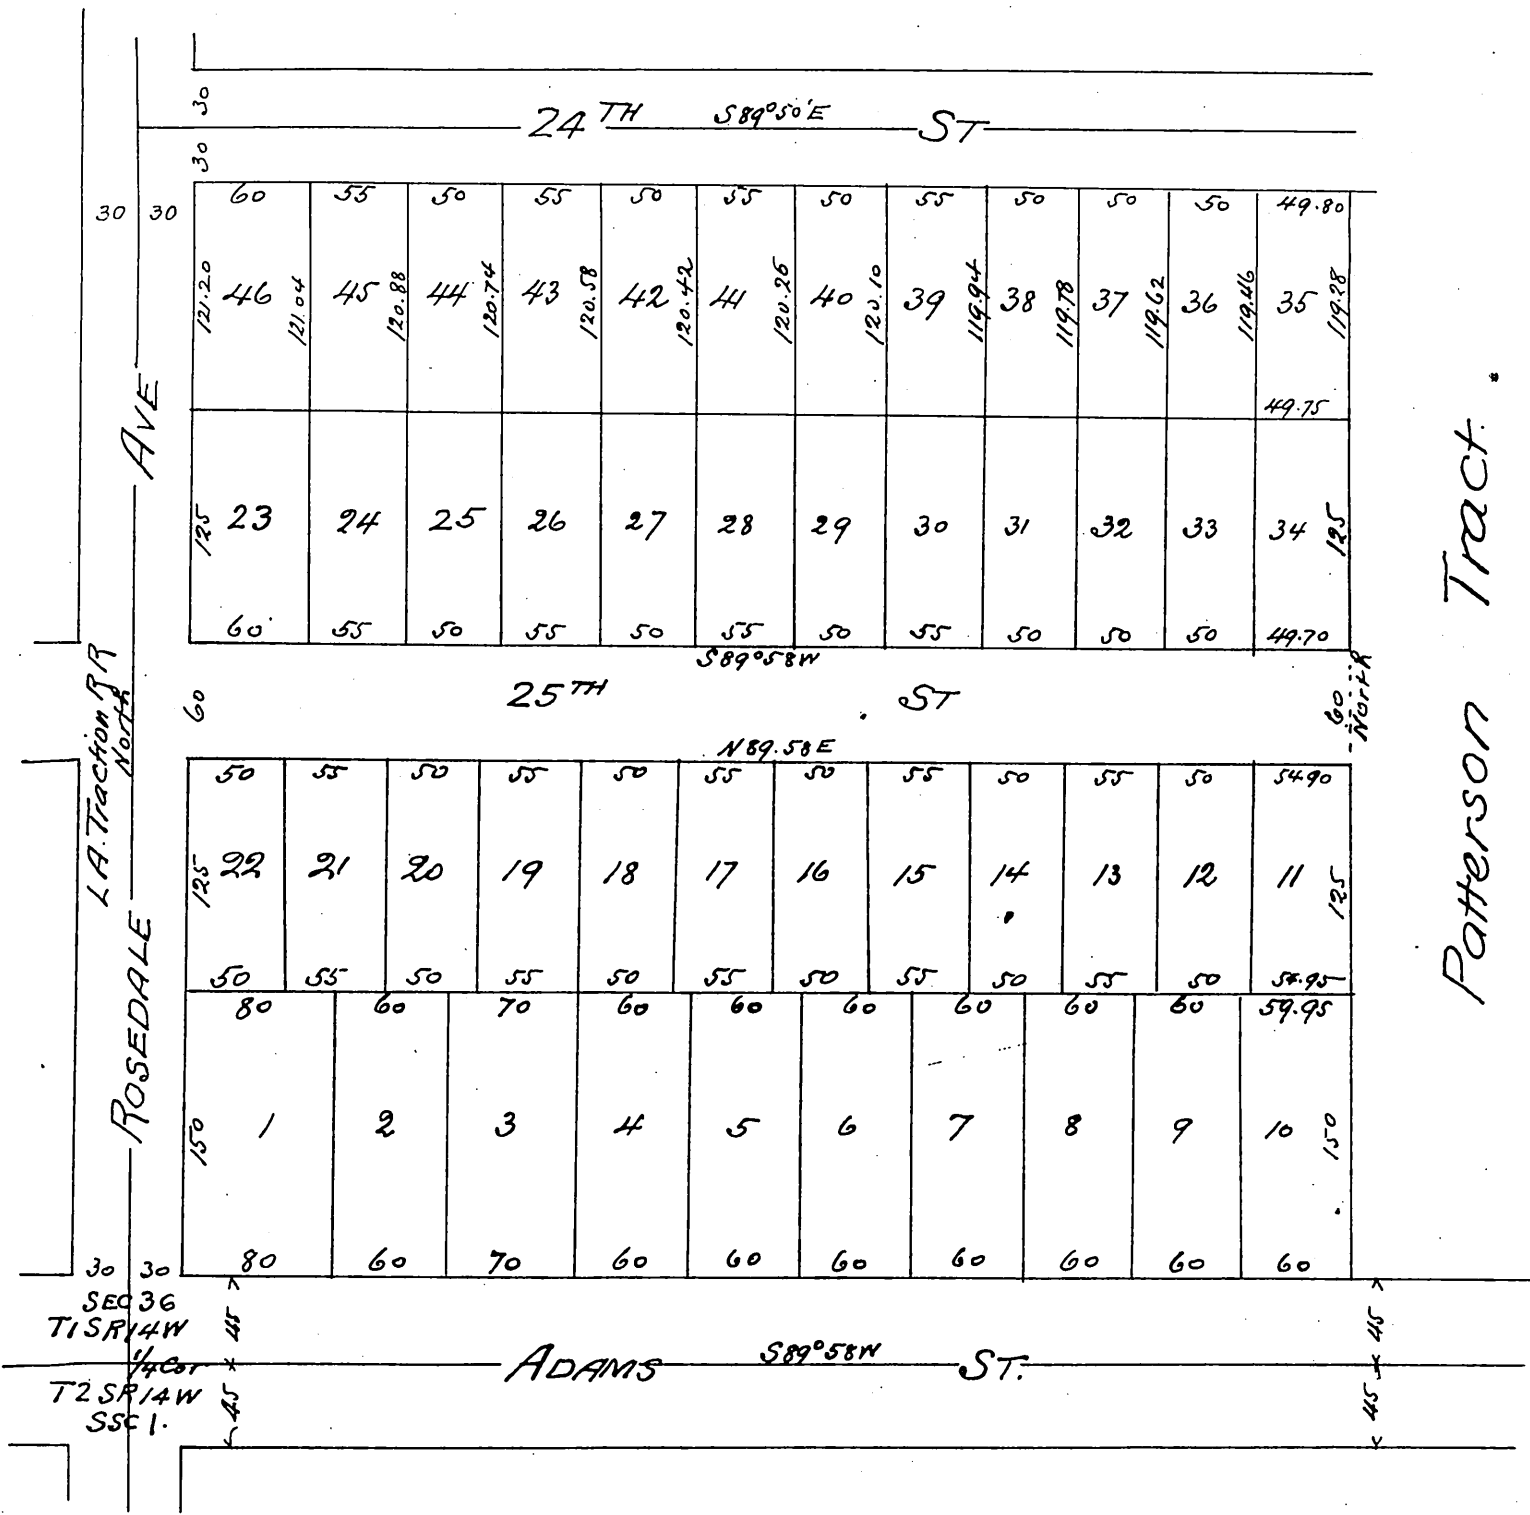 30
24TH S89°50'E ST
30
30 30
60 55 50 55 50 55 50 55 50 50 50 49.80
121.20 46 121.04 45 120.88 44 120.74 43 120.58 42 120.42 41 120.26 40 120.10 39 119.94 38 119.78 37 119.62 36 119.46 35 119.28
49.75
125 23 24 25 26 27 28 29 30 31 32 33 34 125
60 55 50 55 50 55 50 55 50 50 50 49.70
S89°58W
60 25TH ST 60 North
N89.58E
50 55 50 55 50 55 50 55 50 55 50 54.90
125 22 21 20 19 18 17 16 15 14 13 12 11 125
50 55 50 55 50 55 50 55 50 55 50 54.95
80 60 70 60 60 60 60 60 60 59.95
150 1 2 3 4 5 6 7 8 9 10 150
80 60 70 60 60 60 60 60 60 60
30 30
SEC 36
T1SR14W
1/4 Cor
T2SR14W
SSC 1.
45 45
ADAMS S89°58W ST.
45 45
ROSEDALE AVE
L.A. Traction RR
North
Patterson Tract.